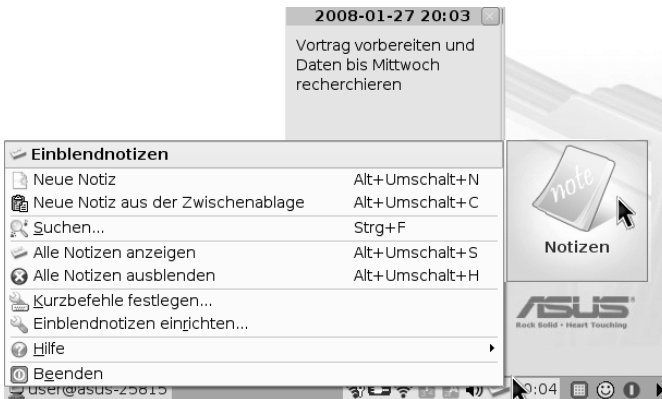 2008-01-27 20:03
Vortrag vorbereiten und
Daten bis Mittwoch
recherchieren
Einblendnotizen
Neue Notiz Alt+Umschalt+N
Neue Notiz aus der Zwischenablage Alt+Umschalt+C
Suchen... Strg+F
Alle Notizen anzeigen Alt+Umschalt+S
Alle Notizen ausblenden Alt+Umschalt+H
Kurzbefehle festlegen...
Einblendnotizen einrichten...
Hilfe
Beenden
note
Notizen
ASUS
Rock Solid • Heart Touching
user@asus-25815
0:04